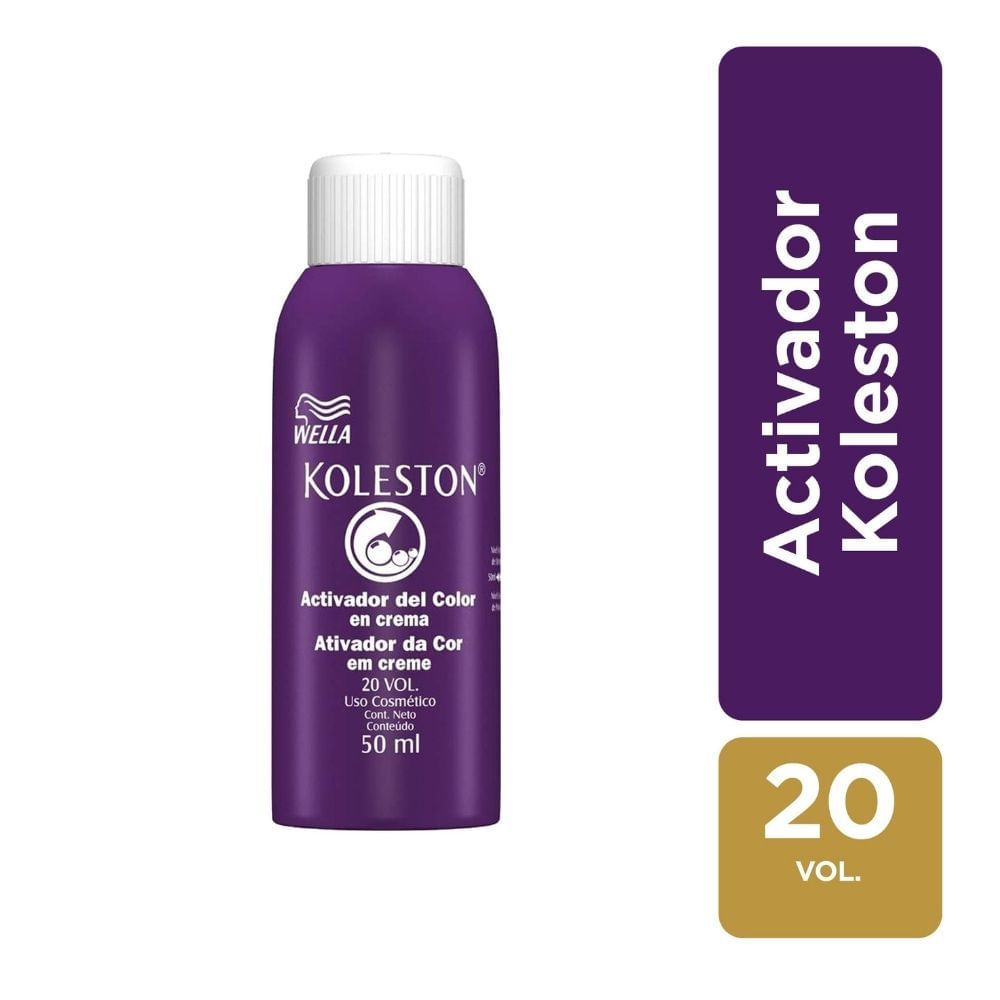 WELLA
KOLESTON®
Activador del Color
en crema
Ativador da Cor
em creme
20 VOL.
Uso Cosmético
Cont. Neto
Conteúdo
50 ml
50ml
Activador
Koleston
20
VOL.